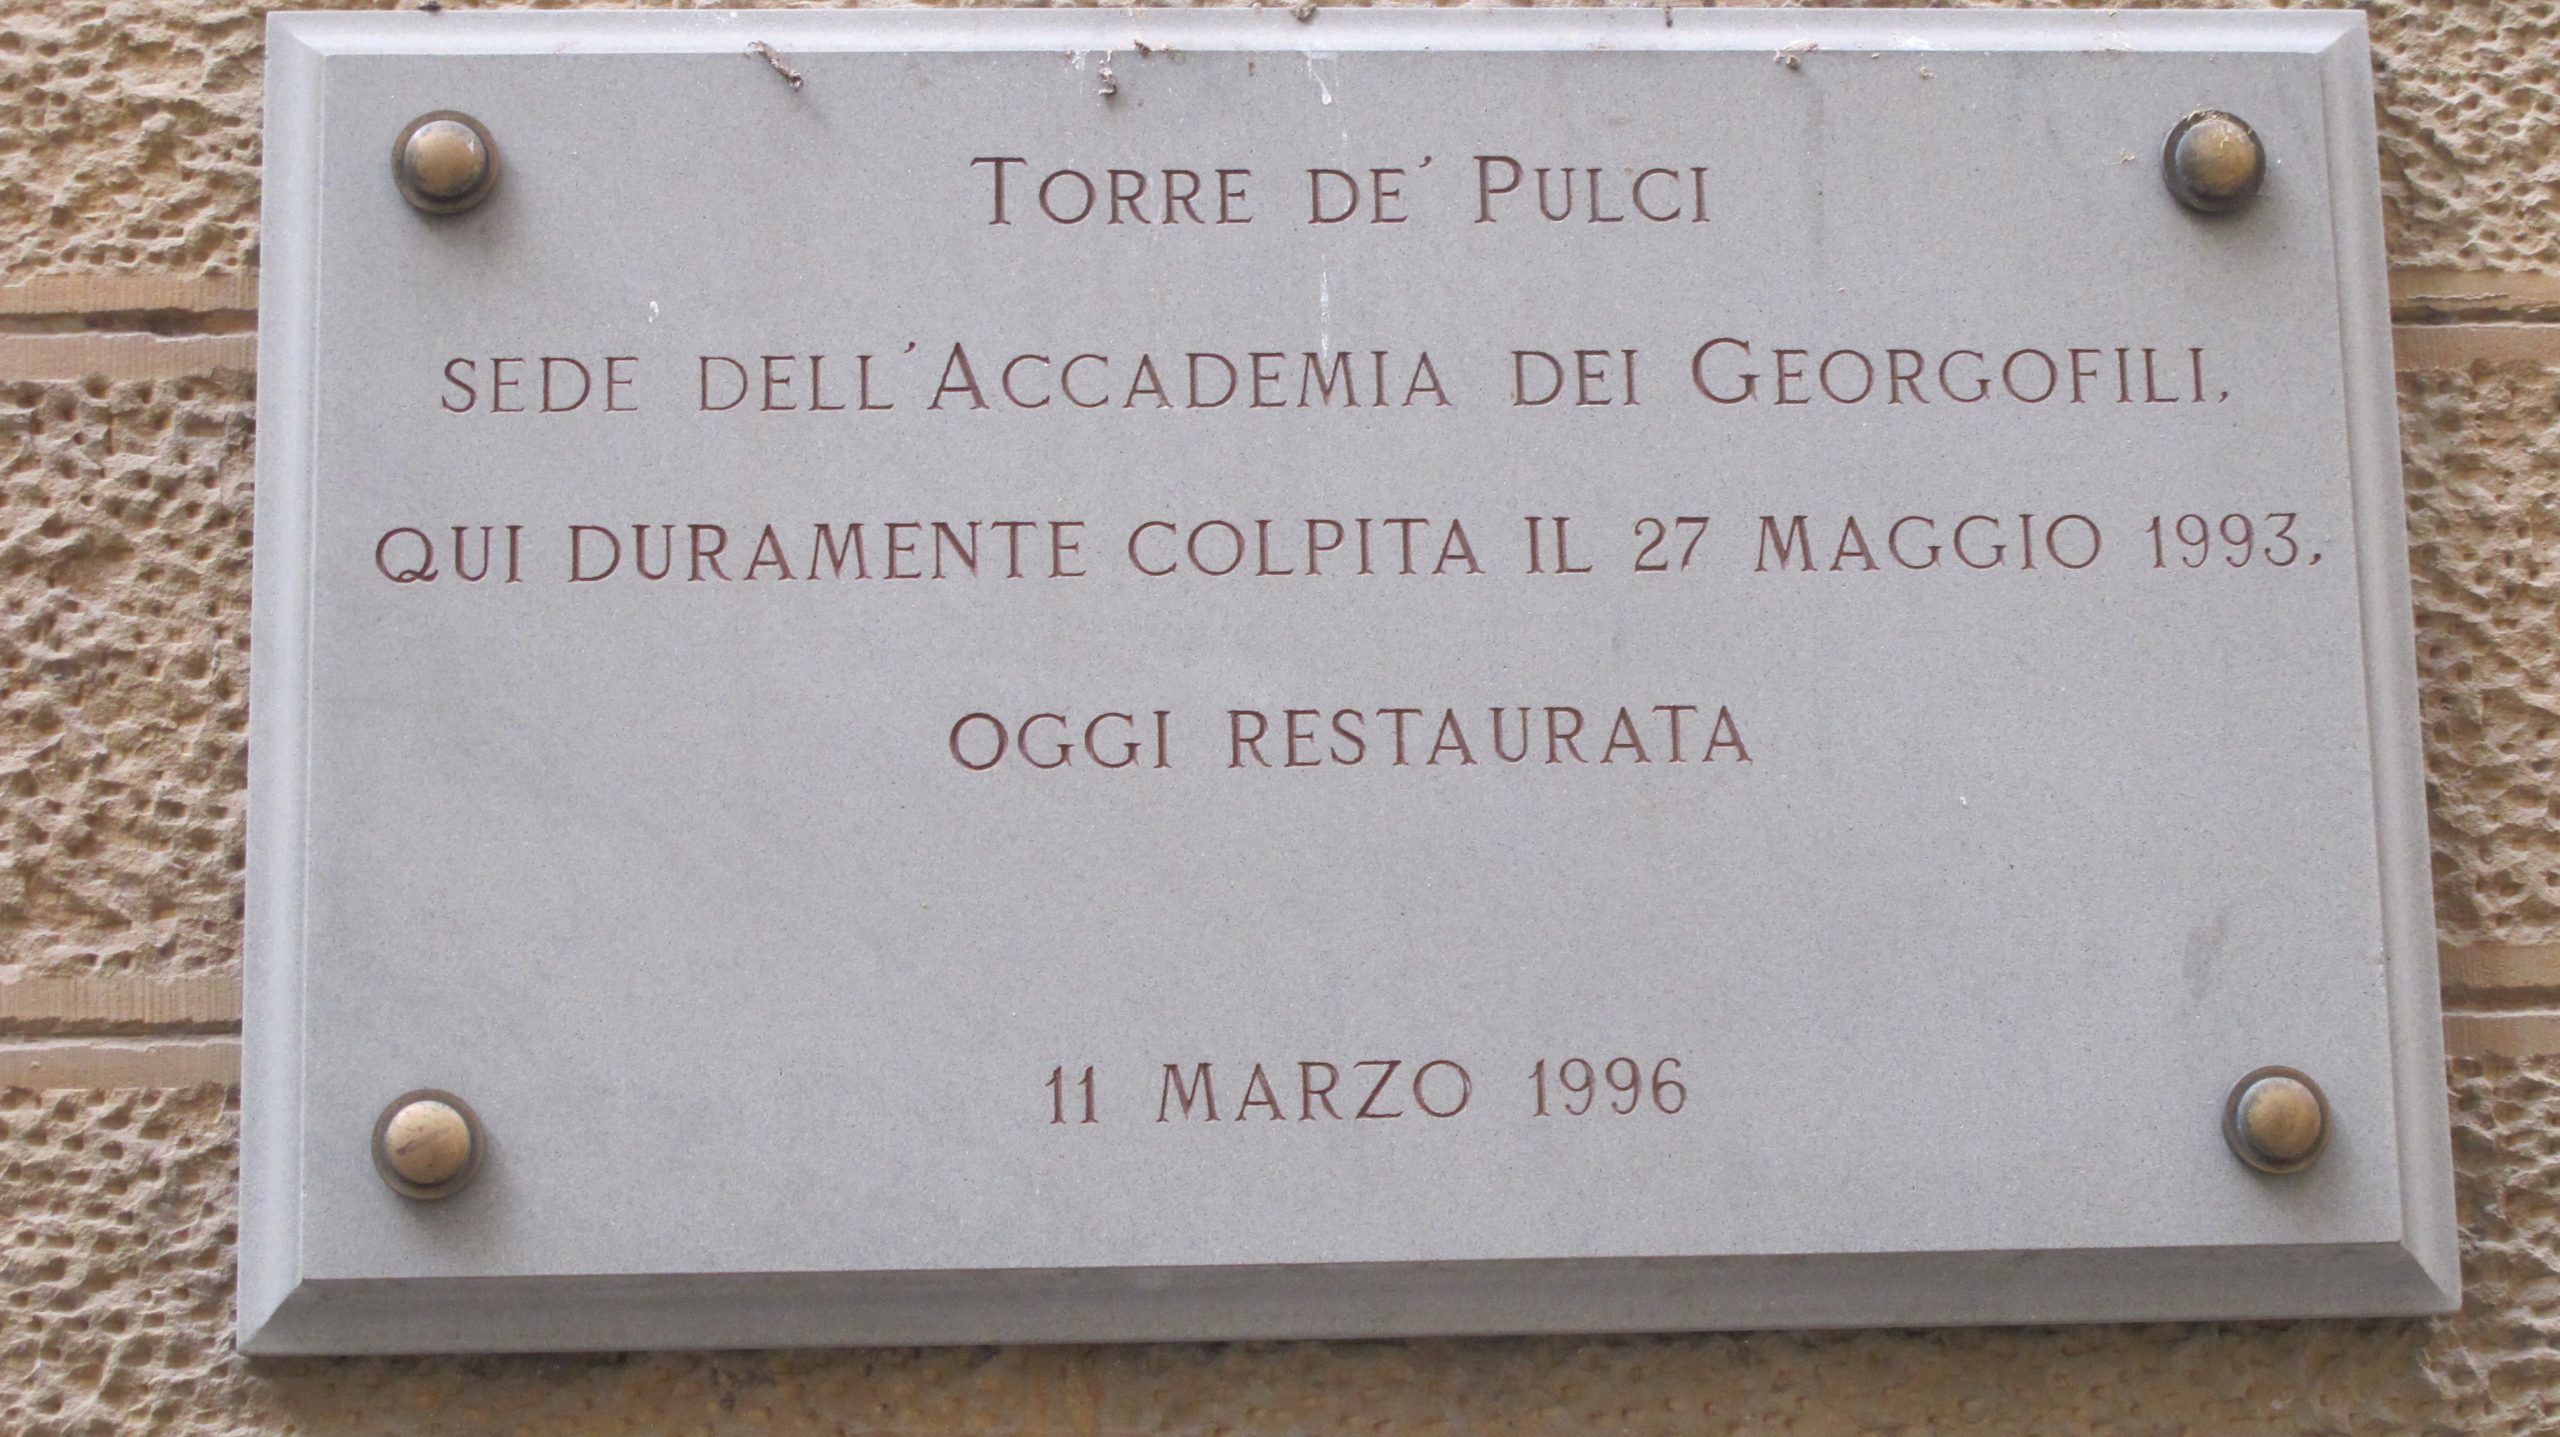 TORRE DE' PULCI
SEDE DELL'ACCADEMIA DEI GEORGOFILI,
QUI DURAMENTE COLPITA IL 27 MAGGIO 1993,
OGGI RESTAURATA
11 MARZO 1996